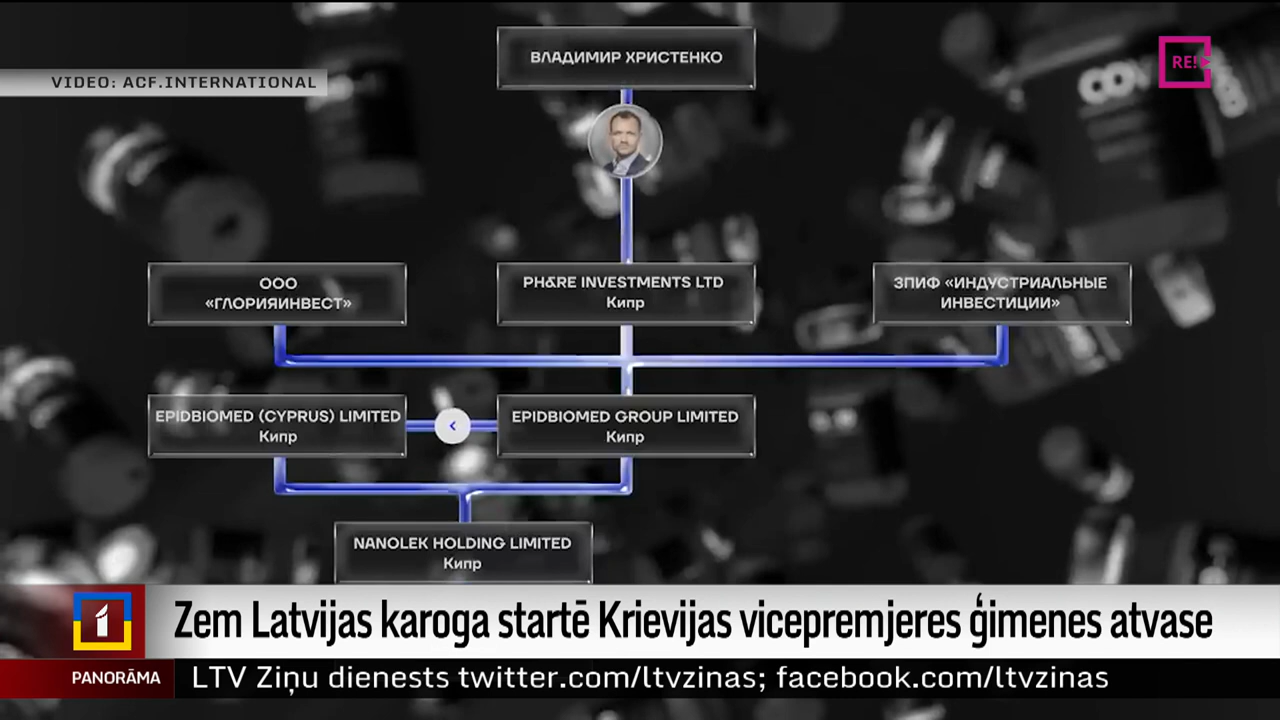 ВЛАДИМИР ХРИСТЕНКО
VIDEO: ACF.INTERNATIONAL
RE!
COV
ООО
«ГЛОРИЯИНВЕСТ»
PH&RE INVESTMENTS LTD
Кипр
ЗПИФ «ИНДУСТРИАЛЬНЫЕ
ИНВЕСТИЦИИ»
EPIDBIOMED (CYPRUS) LIMITED
Кипр
EPIDBIOMED GROUP LIMITED
Кипр
NANOLEK HOLDING LIMITED
Кипр
1
Zem Latvijas karoga startē Krievijas vicepremjeres ģimenes atvase
PANORĀMA
LTV Ziņu dienests twitter.com/ltvzinas; facebook.com/ltvzinas